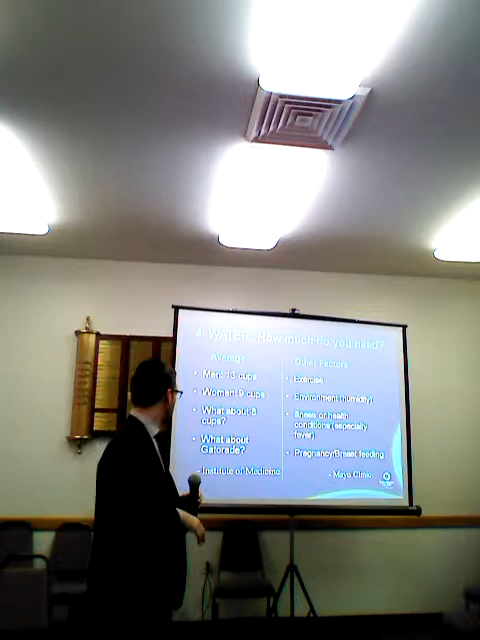 4. WATER: How much do you need?
Average
Men: 13 cups
Women: 9 cups
What about 8
cups?
What about
Gatorade?
- Institute of Medicine
Other Factors
Exercise
Environment (humidity)
Illness or health
conditions (especially
fever)
Pregnancy/Breast feeding
- Mayo Clinic